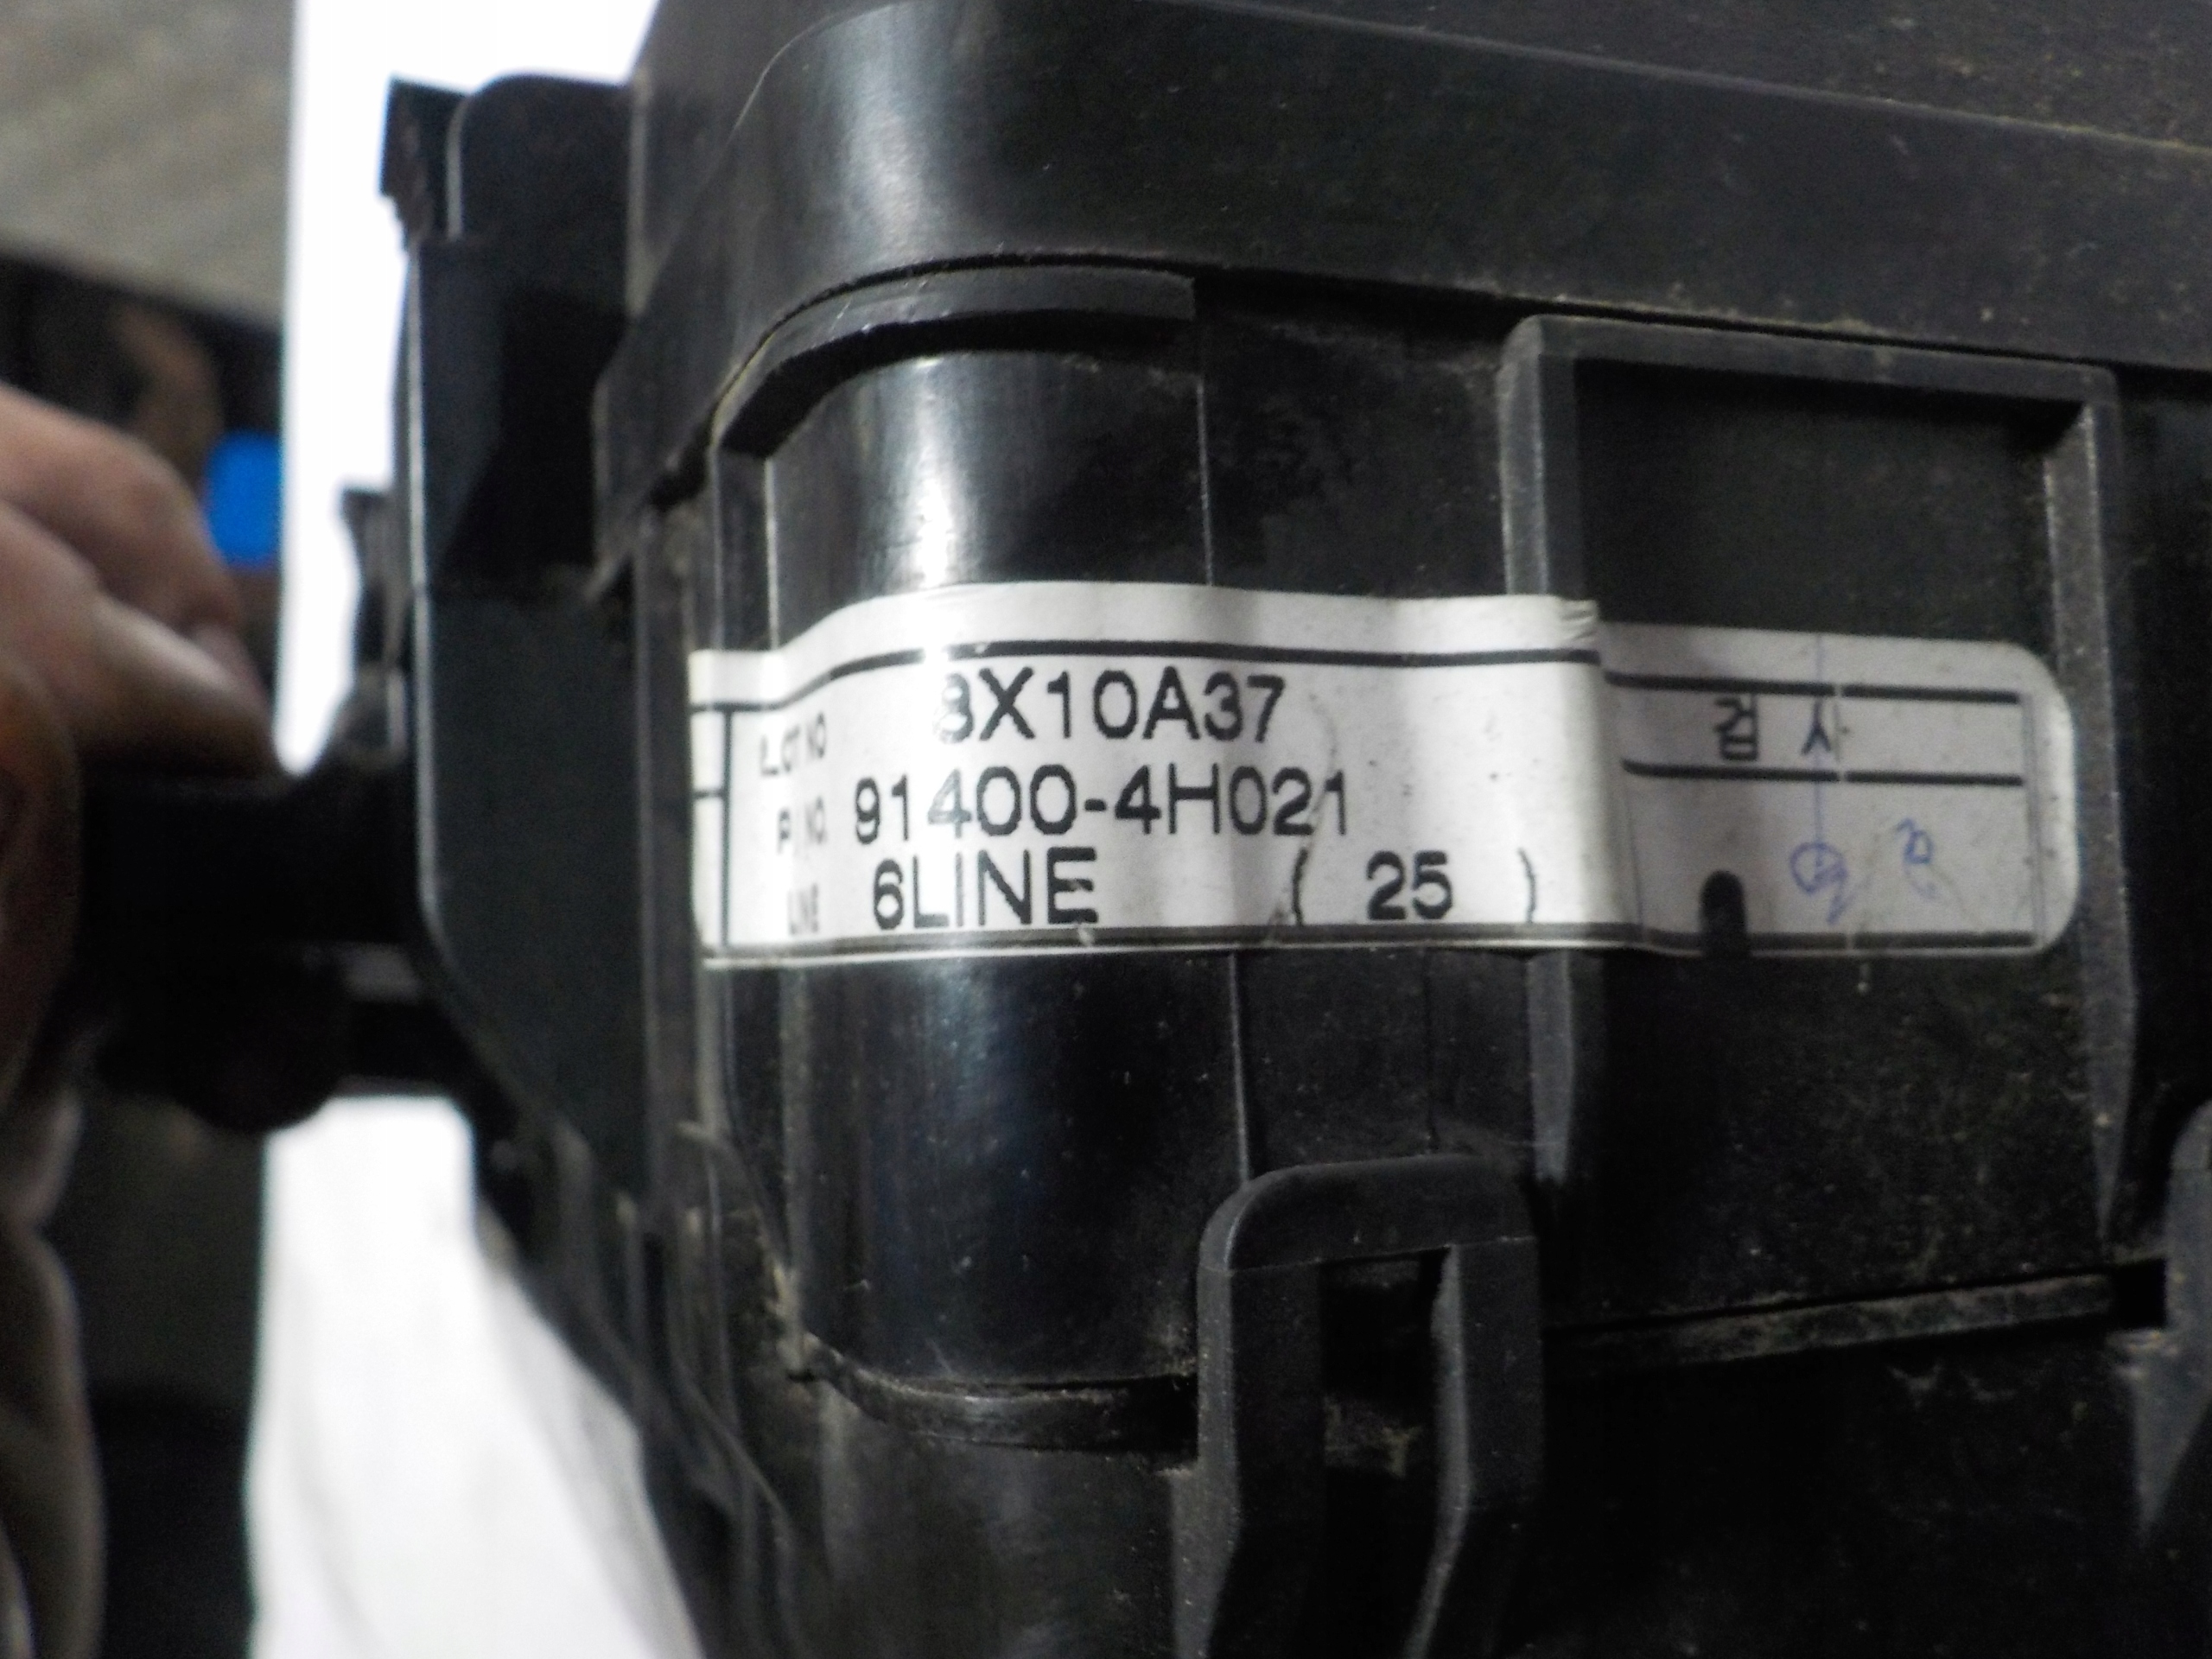 LOT NO 8X10A37
P/NO. 91400-4H021
LINE 6LINE ( 25 )
검 사